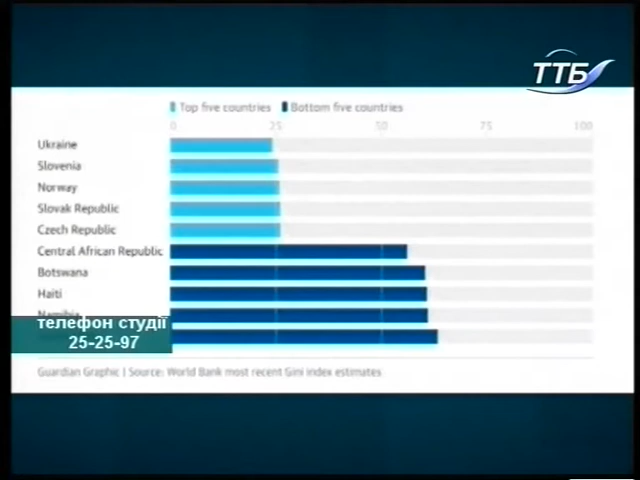 ТТБ
Top five countries Bottom five countries
0 25 50 75 100
Ukraine
Slovenia
Norway
Slovak Republic
Czech Republic
Central African Republic
Botswana
Haiti
Namibia
телефон студії
25-25-97
Guardian Graphic | Source: World Bank most recent Gini index estimates